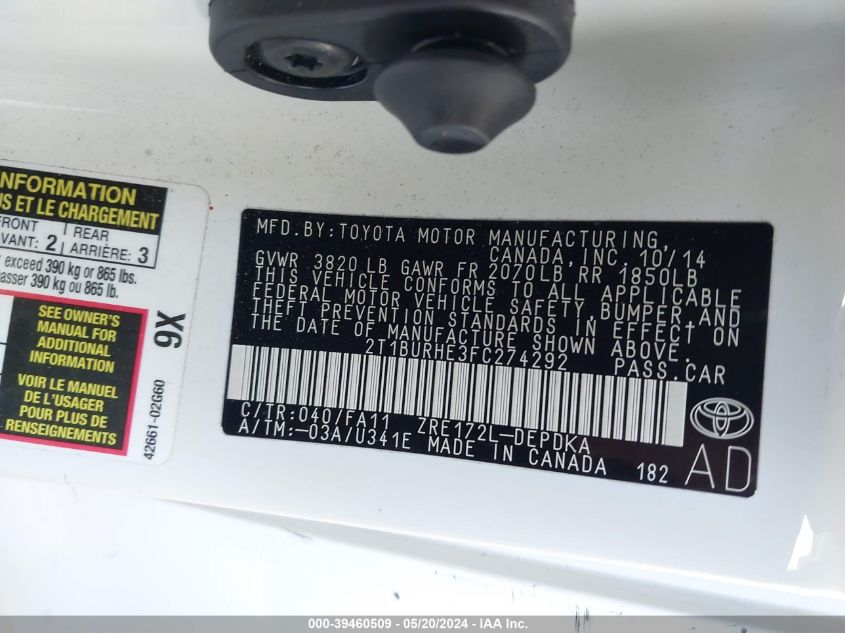 NFORMATION
US ET LE CHARGEMENT
FRONT
REAR
VANT: 2
ARRIÈRE: 3
exceed 390 kg or 865 lbs.
passer 390 kg ou 865 lb.
SEE OWNER'S
MANUAL FOR
ADDITIONAL
INFORMATION
VOIR LE MANUEL
DE L'USAGER
POUR PLUS DE
RENSEIGNEMENTS
9X
42661-02G60
MFD.BY:TOYOTA MOTOR MANUFACTURING,
CANADA,INC. 10/14
GVWR 3820 LB GAWR FR 2070LB RR 1850LB
THIS VEHICLE CONFORMS TO ALL APPLICABLE
FEDERAL MOTOR VEHICLE SAFETY,BUMPER AND
THEFT PREVENTION STANDARDS IN EFFECT ON
THE DATE OF MANUFACTURE SHOWN ABOVE.
2T1BURHE3FC274292 PASS.CAR
C/TR:040/FA11 ZRE172L-DEPDKA
A/TM:-03A/U341E MADE IN CANADA 182
AD
000-39460509 - 05/20/2024 - IAA Inc.